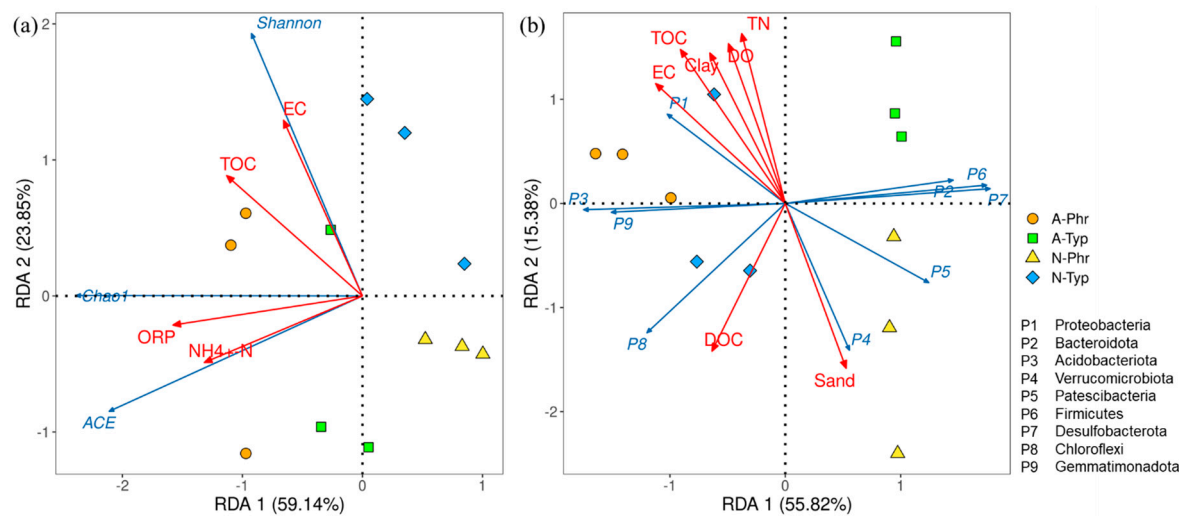 (a)
2
1
0
-1
RDA 2 (23.85%)
Shannon
EC
TOC
Chao1
ORP
NH4+-N
ACE
-2
-1
0
1
RDA 1 (59.14%)
(b)
1
0
-1
-2
RDA 2 (15.38%)
TN
TOC
DO
Clay
EC
P1
P6
P2
P3
P7
P9
P5
P8
DOC
P4
Sand
-1
0
1
RDA 1 (55.82%)
A-Phr
A-Typ
N-Phr
N-Typ
P1 Proteobacteria
P2 Bacteroidota
P3 Acidobacteriota
P4 Verrucomicrobiota
P5 Patescibacteria
P6 Firmicutes
P7 Desulfobacterota
P8 Chloroflexi
P9 Gemmatimonadota